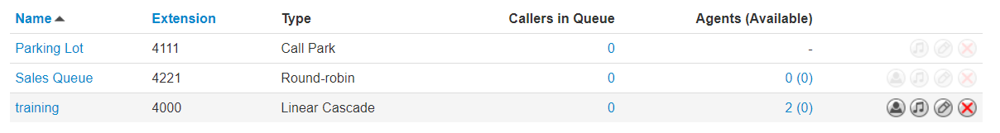 Name Extension Type Callers in Queue Agents (Available)
Parking Lot 4111 Call Park 0 -
Sales Queue 4221 Round-robin 0 0 (0)
training 4000 Linear Cascade 0 2 (0)